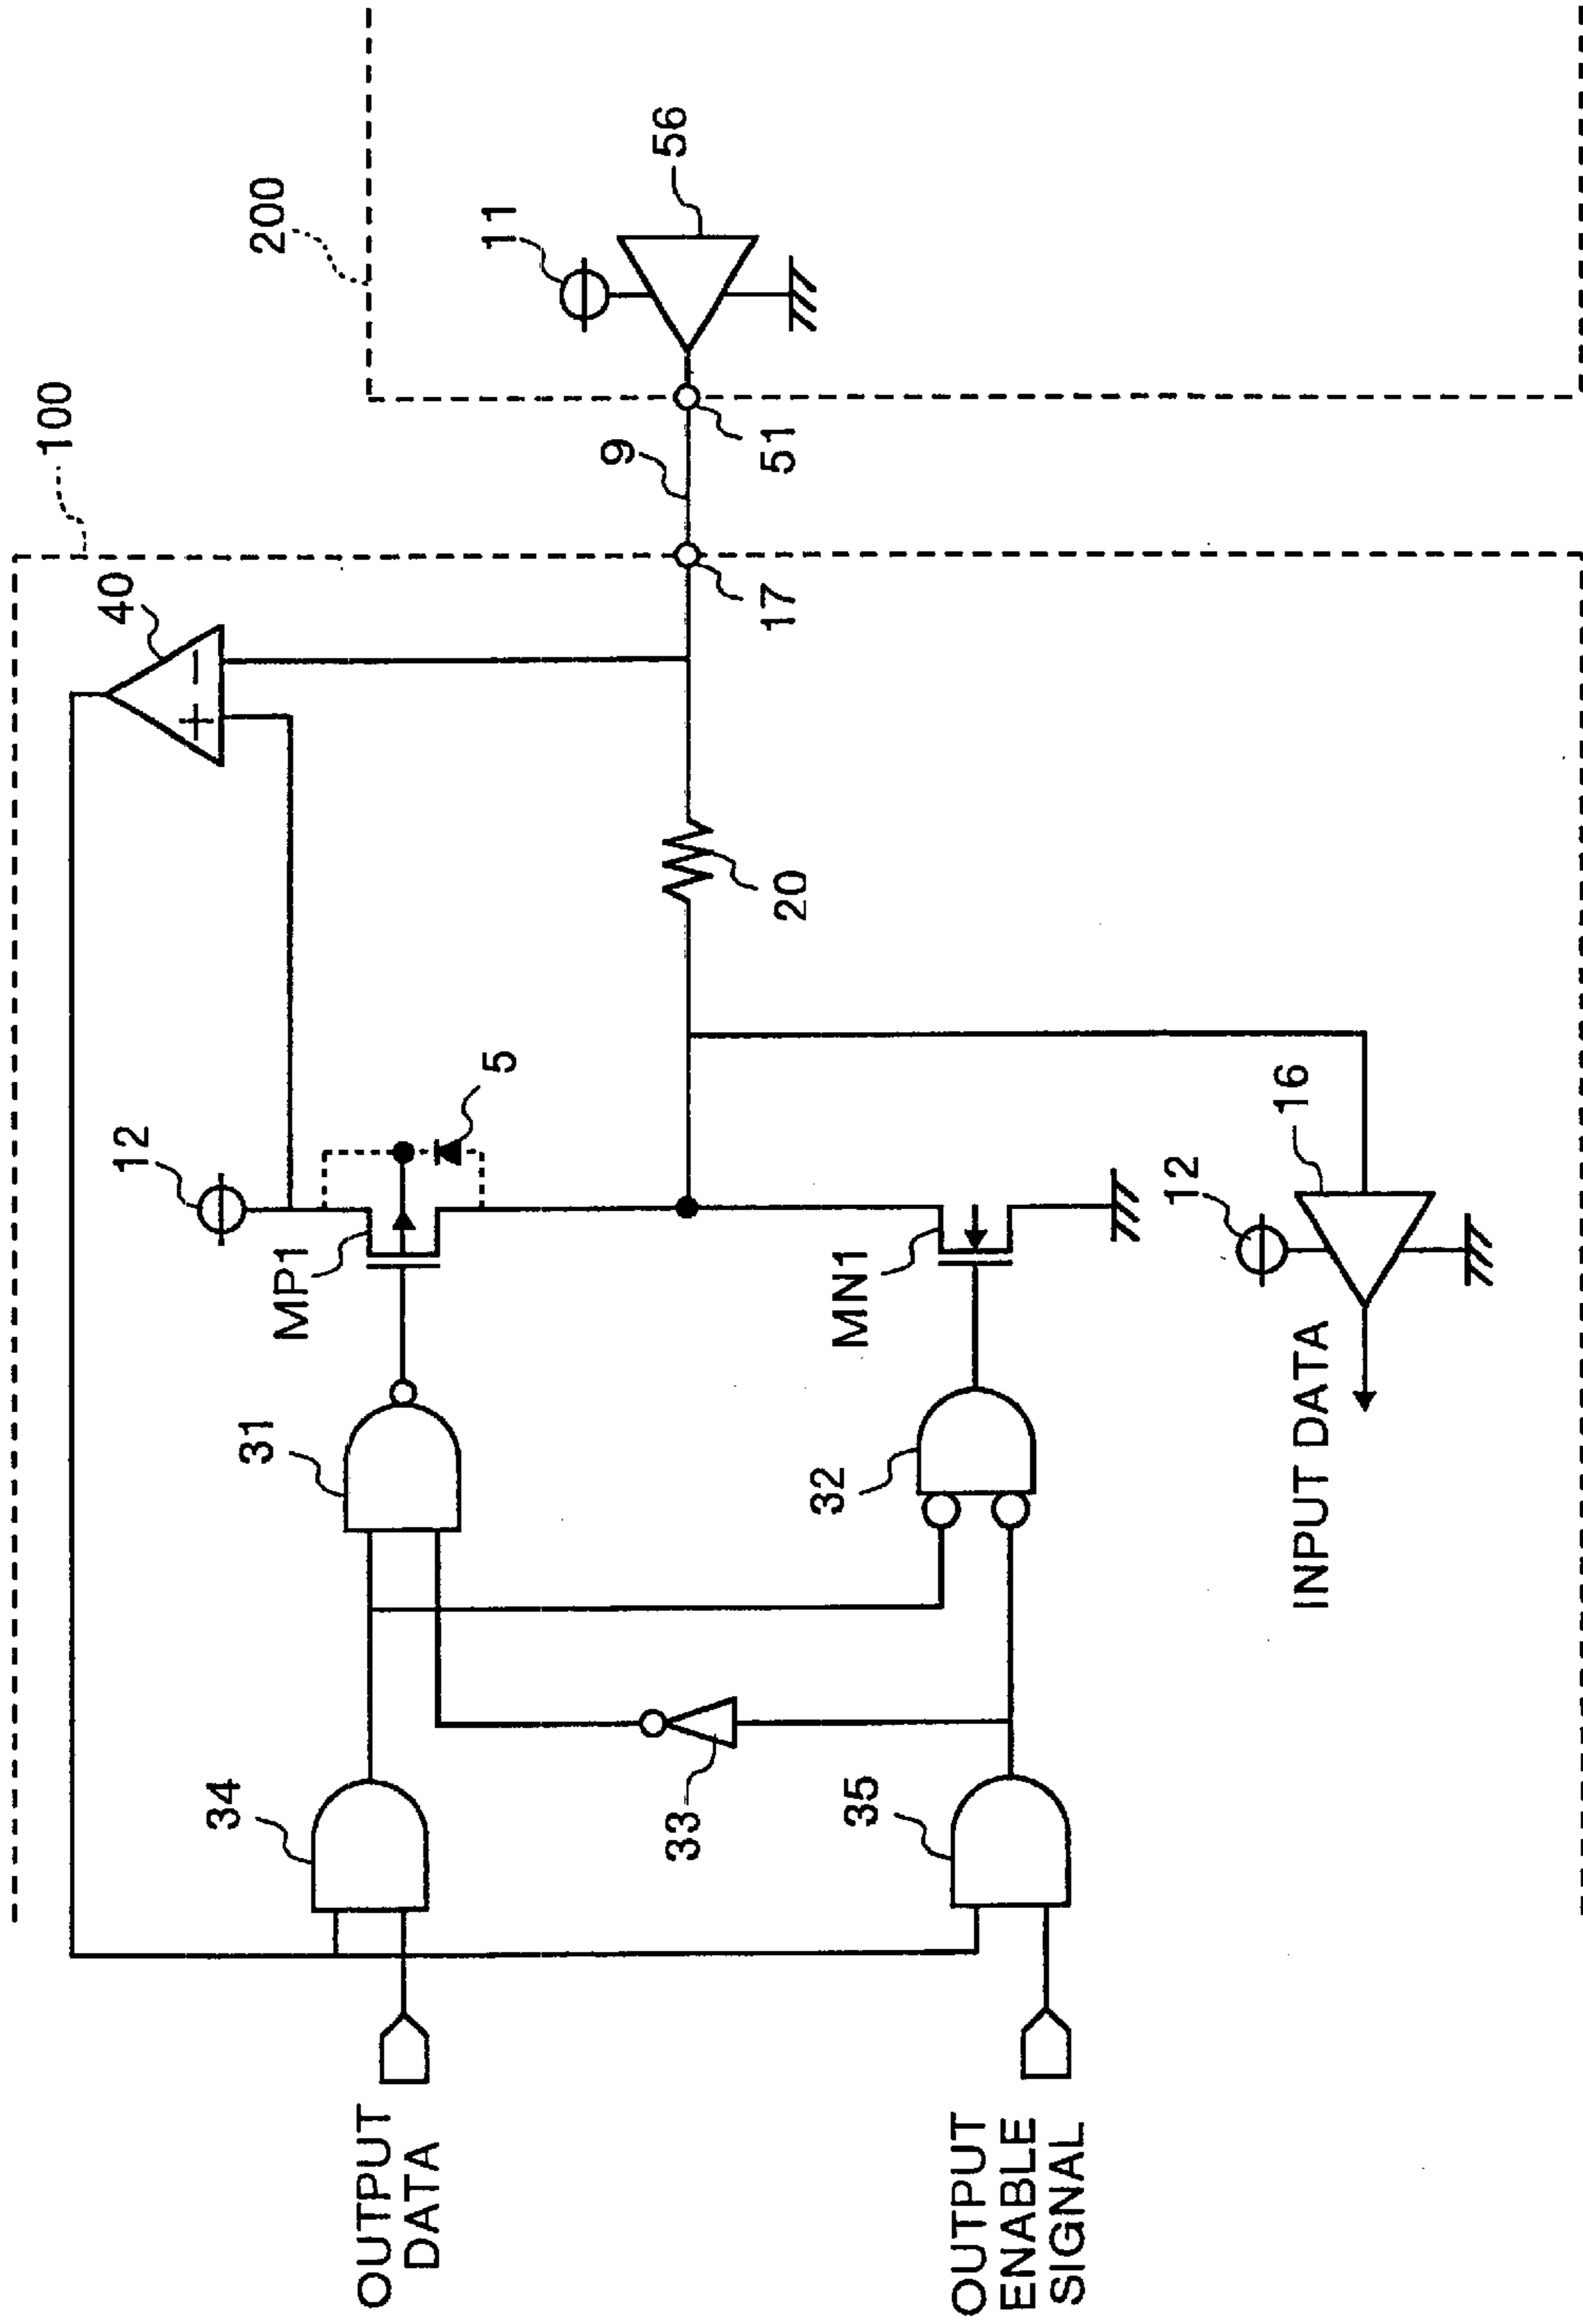 100
200
40
12
5
MP1
31
34
11
56
9
17
51
20
33
MN1
32
35
12
16
OUTPUT
DATA
OUTPUT
ENABLE
SIGNAL
INPUT DATA
+
−